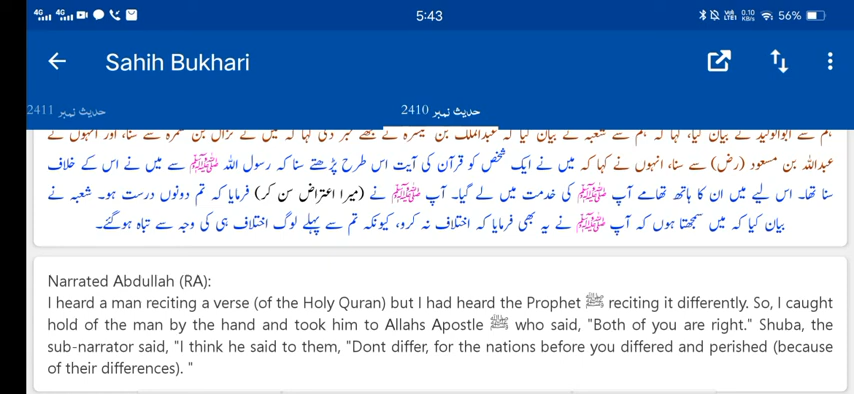 4G 4G 5:43 Vo) LTE1 0.10 KB/s 56%
Sahih Bukhari
حدیث نمبر 2410 حدیث نمبر 2411
ہم سے ابوالولید نے بیان کیا، کہا کہ ہم سے شعبہ نے بیان کیا کہ عبدالملک بن میسرہ نے مجھے خبر دی کہا کہ میں نے نزال بن سمرہ سے سنا، اور انہوں نے
عبداللہ بن مسعود (رض) سے سنا، انہوں نے کہا کہ میں نے ایک شخص کو قرآن کی آیت اس طرح پڑھتے سنا کہ رسول اللہ ﷺ سے میں نے اس کے خلاف
سنا تھا۔ اس لیے میں ان کا ہاتھ تھامے آپ ﷺ کی خدمت میں لے گیا۔ آپ ﷺ نے (میرا اعتراض سن کر) فرمایا کہ تم دونوں درست ہو۔ شعبہ نے
بیان کیا کہ میں سمجھتا ہوں کہ آپ ﷺ نے یہ بھی فرمایا کہ اختلاف نہ کرو، کیونکہ تم سے پہلے لوگ اختلاف ہی کی وجہ سے تباہ ہوگئے۔
Narrated Abdullah (RA):
I heard a man reciting a verse (of the Holy Quran) but I had heard the Prophet ﷺ reciting it differently. So, I caught
hold of the man by the hand and took him to Allahs Apostle ﷺ who said, "Both of you are right." Shuba, the
sub-narrator said, "I think he said to them, "Dont differ, for the nations before you differed and perished (because
of their differences). "